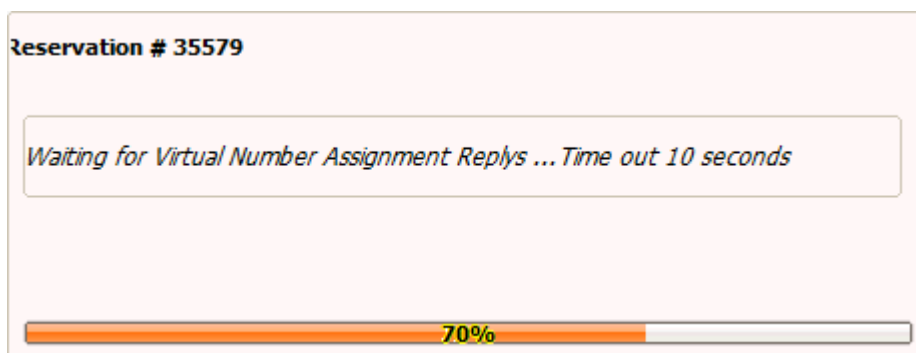 Reservation # 35579
Waiting for Virtual Number Assignment Replys ... Time out 10 seconds
70%